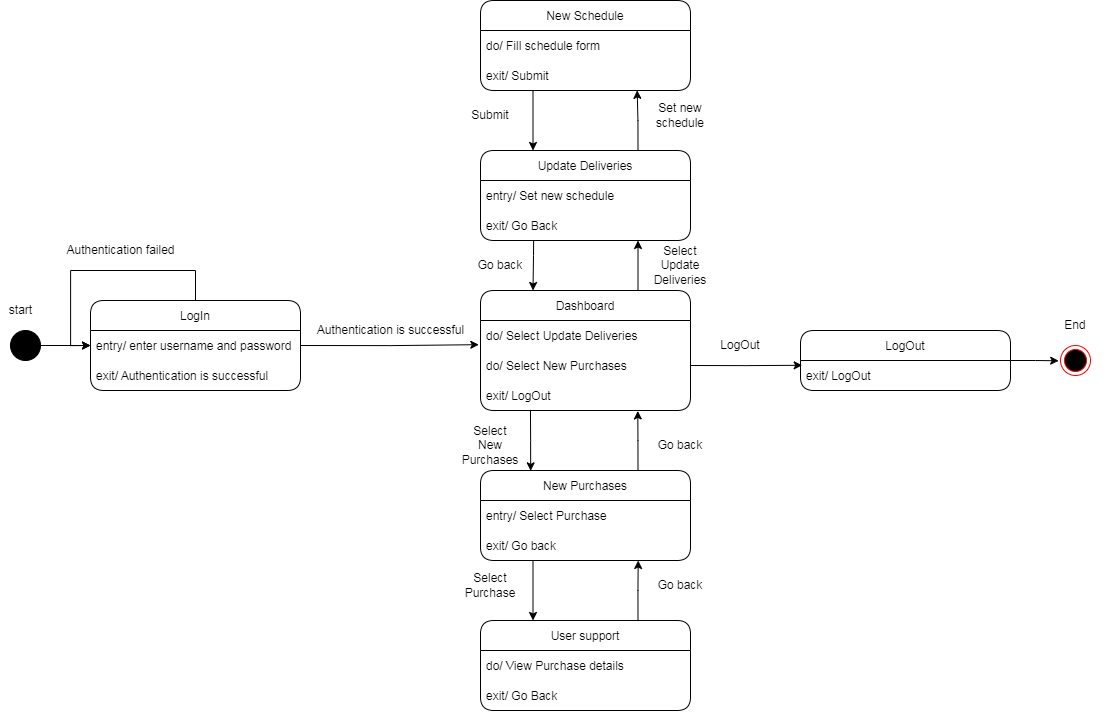 New Schedule
do/ Fill schedule form
exit/ Submit
Submit
Set new
schedule
Update Deliveries
entry/ Set new schedule
exit/ Go Back
Go back
Select
Update
Deliveries
Authentication failed
start
LogIn
entry/ enter username and password
exit/ Authentication is successful
Authentication is successful
Dashboard
do/ Select Update Deliveries
do/ Select New Purchases
exit/ LogOut
LogOut
LogOut
exit/ LogOut
End
Select
New
Purchases
Go back
New Purchases
entry/ Select Purchase
exit/ Go back
Select
Purchase
Go back
User support
do/ View Purchase details
exit/ Go Back